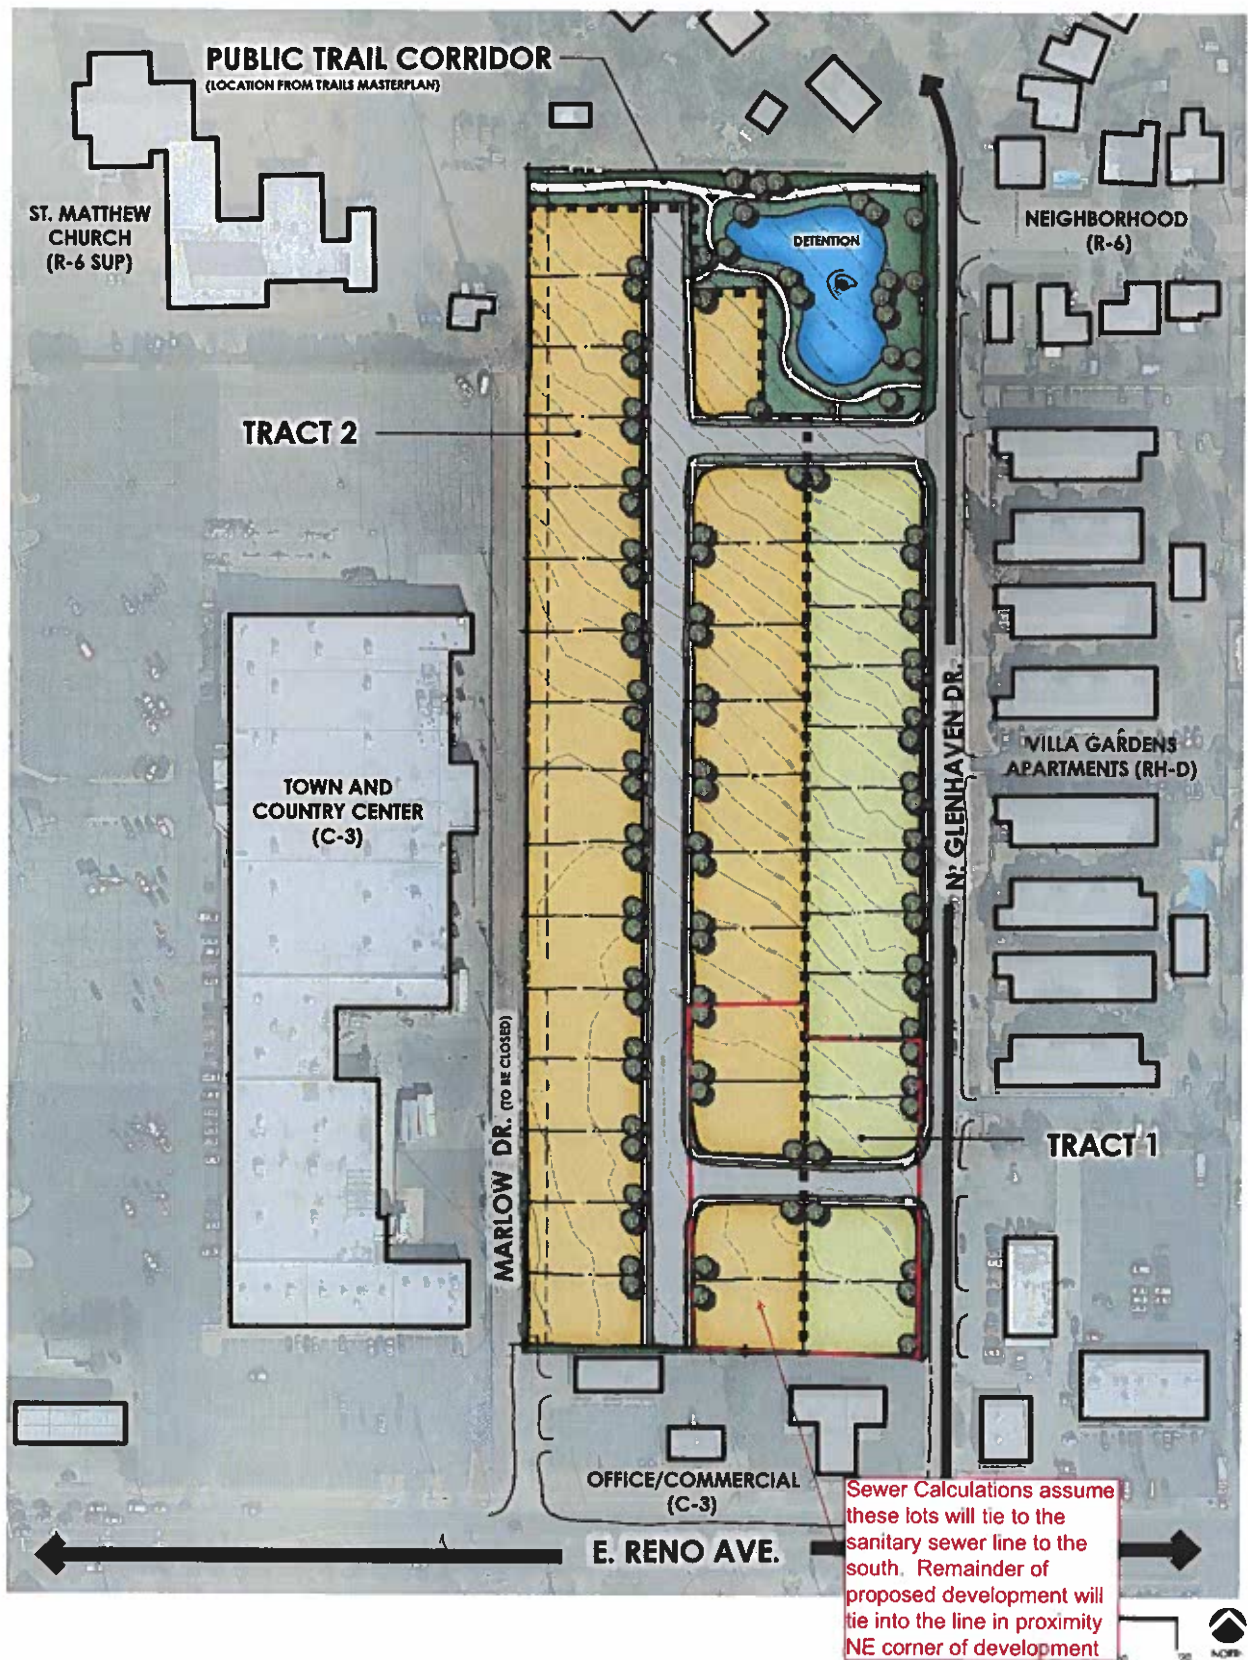 PUBLIC TRAIL CORRIDOR
(LOCATION FROM TRAILS MASTERPLAN)
ST. MATTHEW
CHURCH
(R-6 SUP)
DETENTION
NEIGHBORHOOD
(R-6)
TRACT 2
N. GLENHAVEN DR.
VILLA GARDENS
APARTMENTS (RH-D)
TOWN AND
COUNTRY CENTER
(C-3)
MARLOW DR. (TO BE CLOSED)
TRACT 1
OFFICE/COMMERCIAL
(C-3)
E. RENO AVE.
Sewer Calculations assume
these lots will tie to the
sanitary sewer line to the
south. Remainder of
proposed development will
tie into the line in proximity
NE corner of development
NORTH